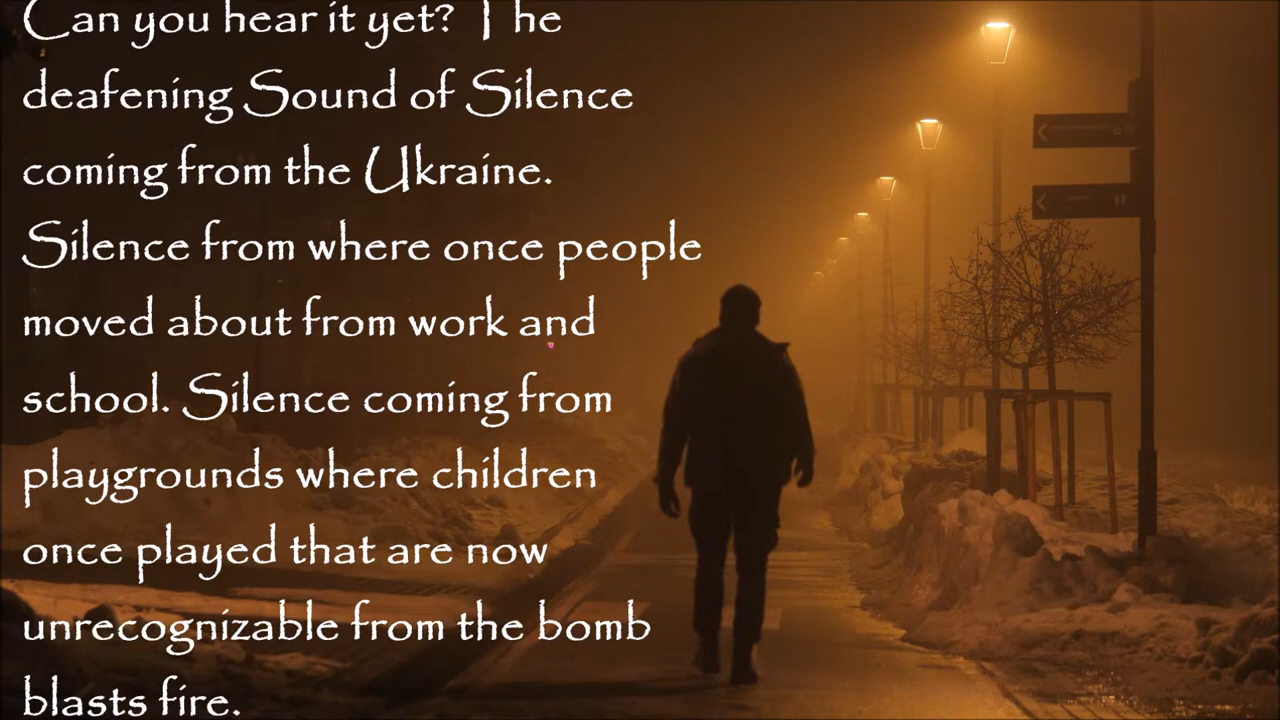 Can you hear it yet? The
deafening Sound of Silence
coming from the Ukraine.
Silence from where once people
moved about from work and
school. Silence coming from
playgrounds where children
once played that are now
unrecognizable from the bomb
blasts fire.